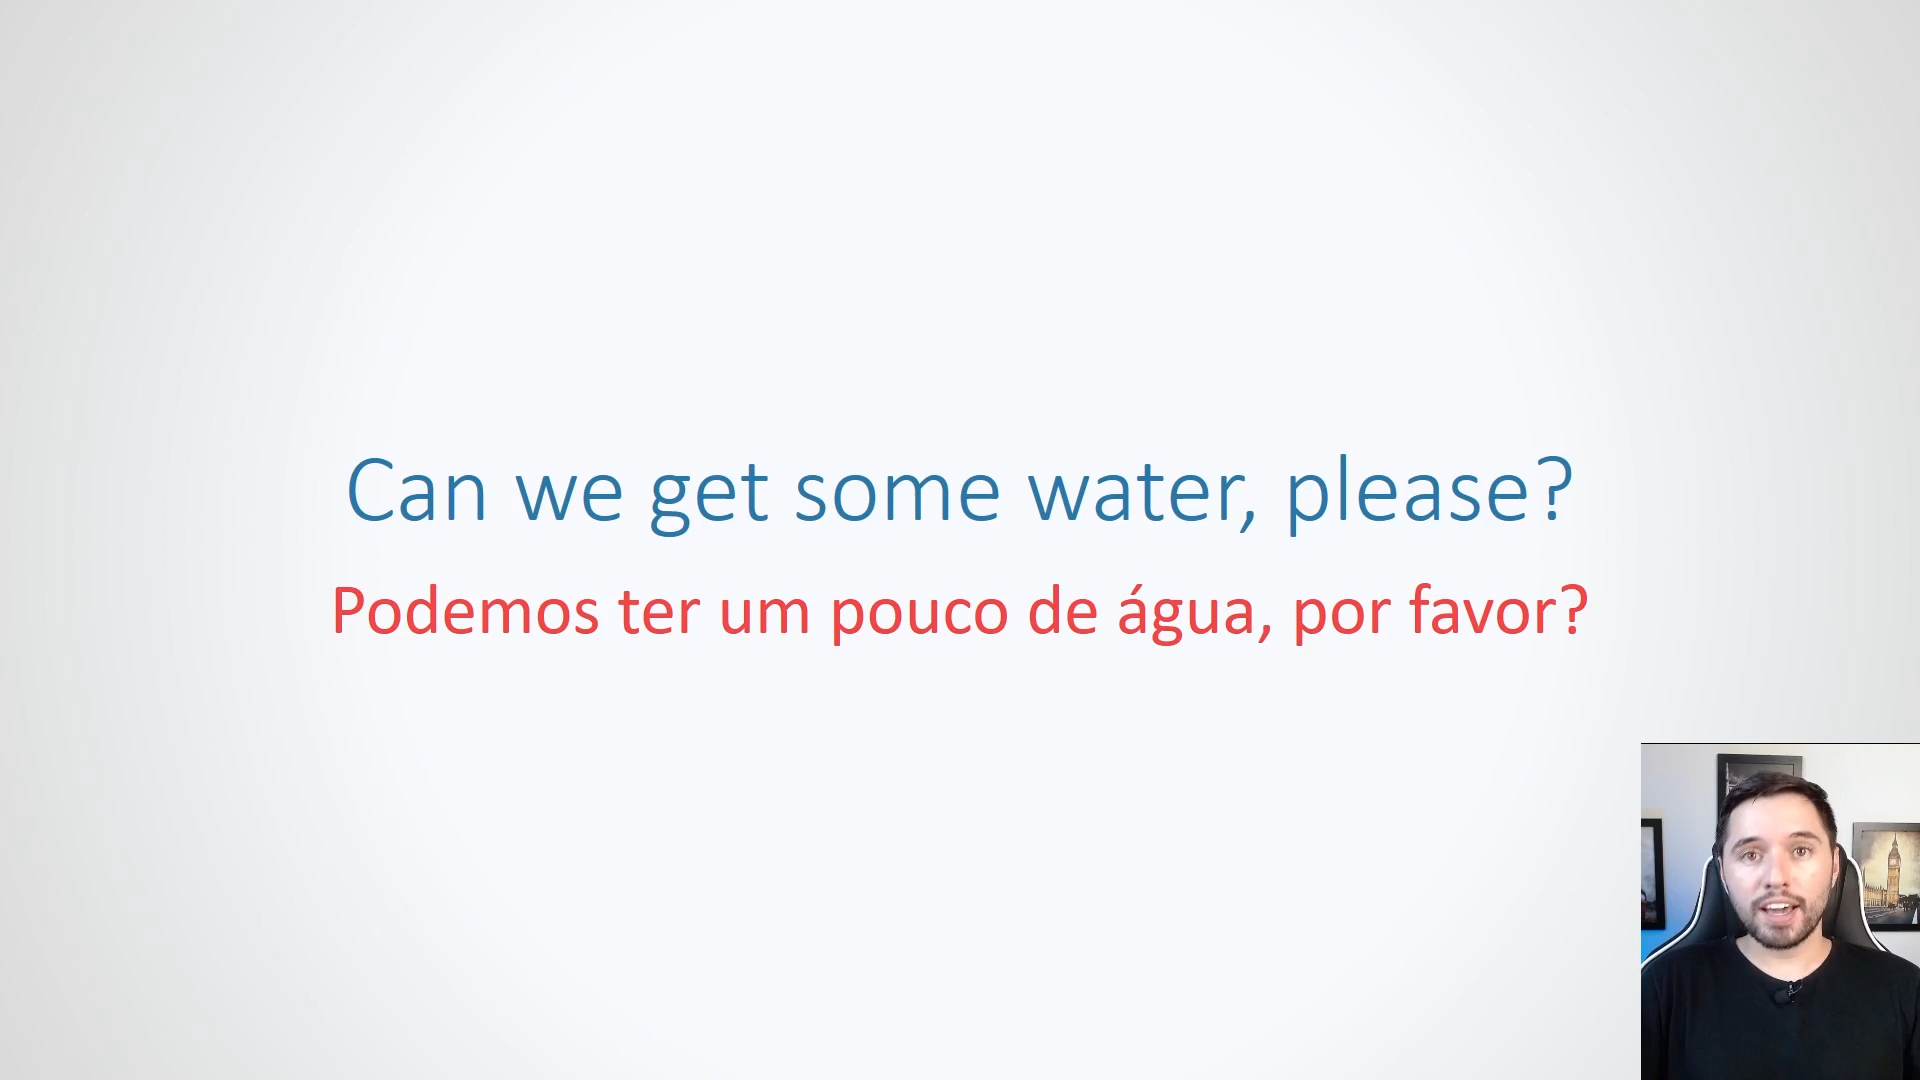 Can we get some water, please?
Podemos ter um pouco de água, por favor?